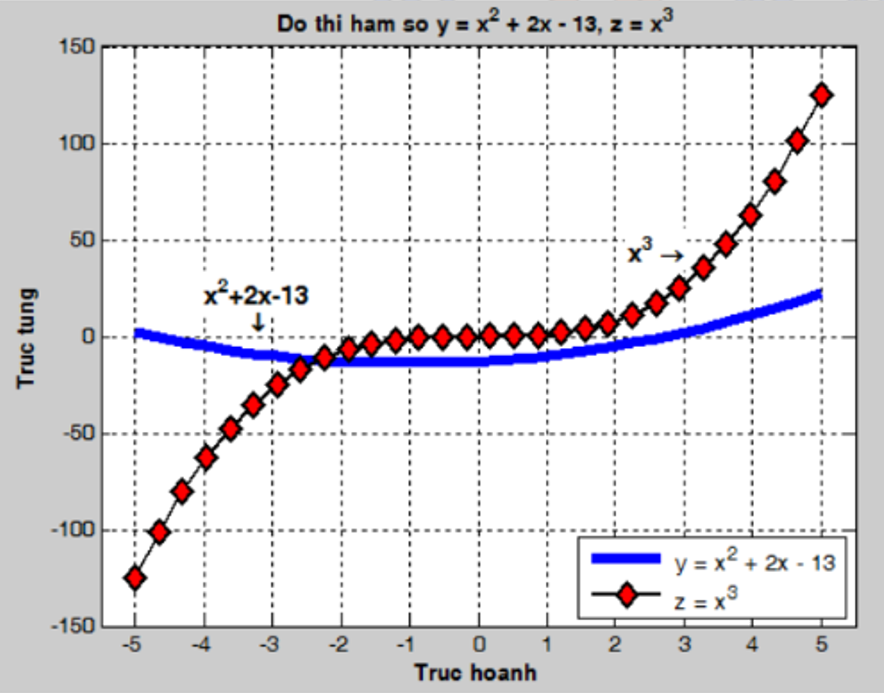 Do thi ham so y = x² + 2x - 13, z = x³
150
100
50
0
-50
-100
-150
Truc tung
x²+2x-13
↓
x³ →
y = x² + 2x - 13
z = x³
-5 -4 -3 -2 -1 0 1 2 3 4 5
Truc hoanh